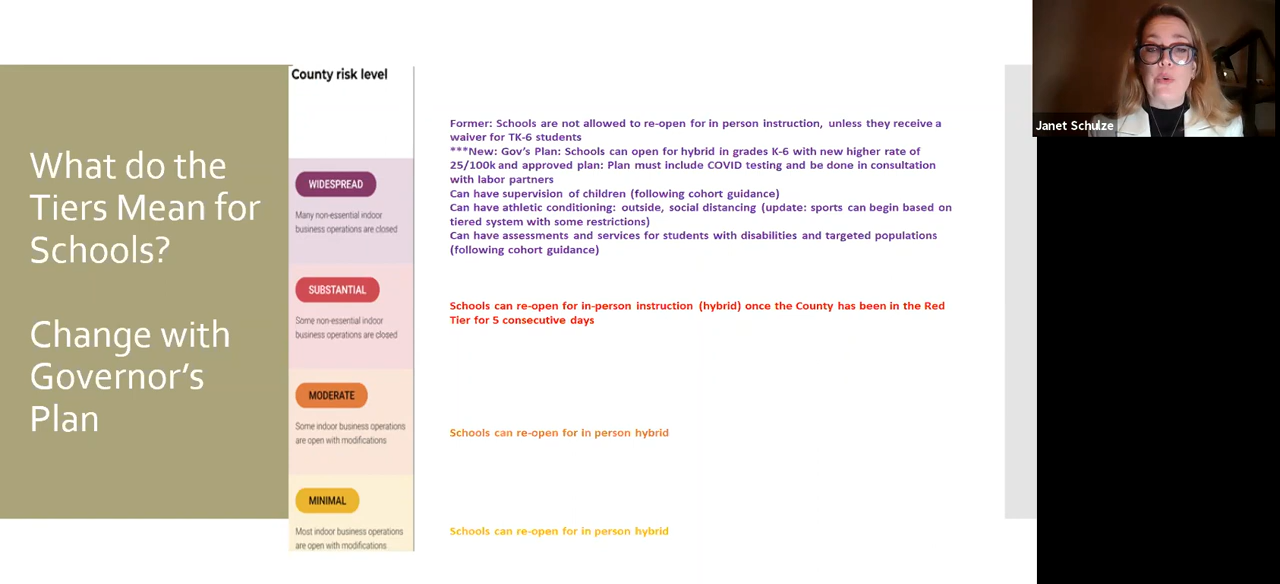 What do the
Tiers Mean for
Schools?
Change with
Governor's
Plan
County risk level
WIDESPREAD
Many non-essential indoor
business operations are closed
Former: Schools are not allowed to re-open for in person instruction, unless they receive a
waiver for TK-6 students
***New: Gov's Plan: Schools can open for hybrid in grades K-6 with new higher rate of
25/100k and approved plan: Plan must include COVID testing and be done in consultation
with labor partners
Can have supervision of children (following cohort guidance)
Can have athletic conditioning: outside, social distancing (update: sports can begin based on
tiered system with some restrictions)
Can have assessments and services for students with disabilities and targeted populations
(following cohort guidance)
SUBSTANTIAL
Some non-essential indoor
business operations are closed
Schools can re-open for in-person instruction (hybrid) once the County has been in the Red
Tier for 5 consecutive days
MODERATE
Some indoor business operations
are open with modifications
Schools can re-open for in person hybrid
MINIMAL
Most indoor business operations
are open with modifications
Schools can re-open for in person hybrid
Janet Schulze